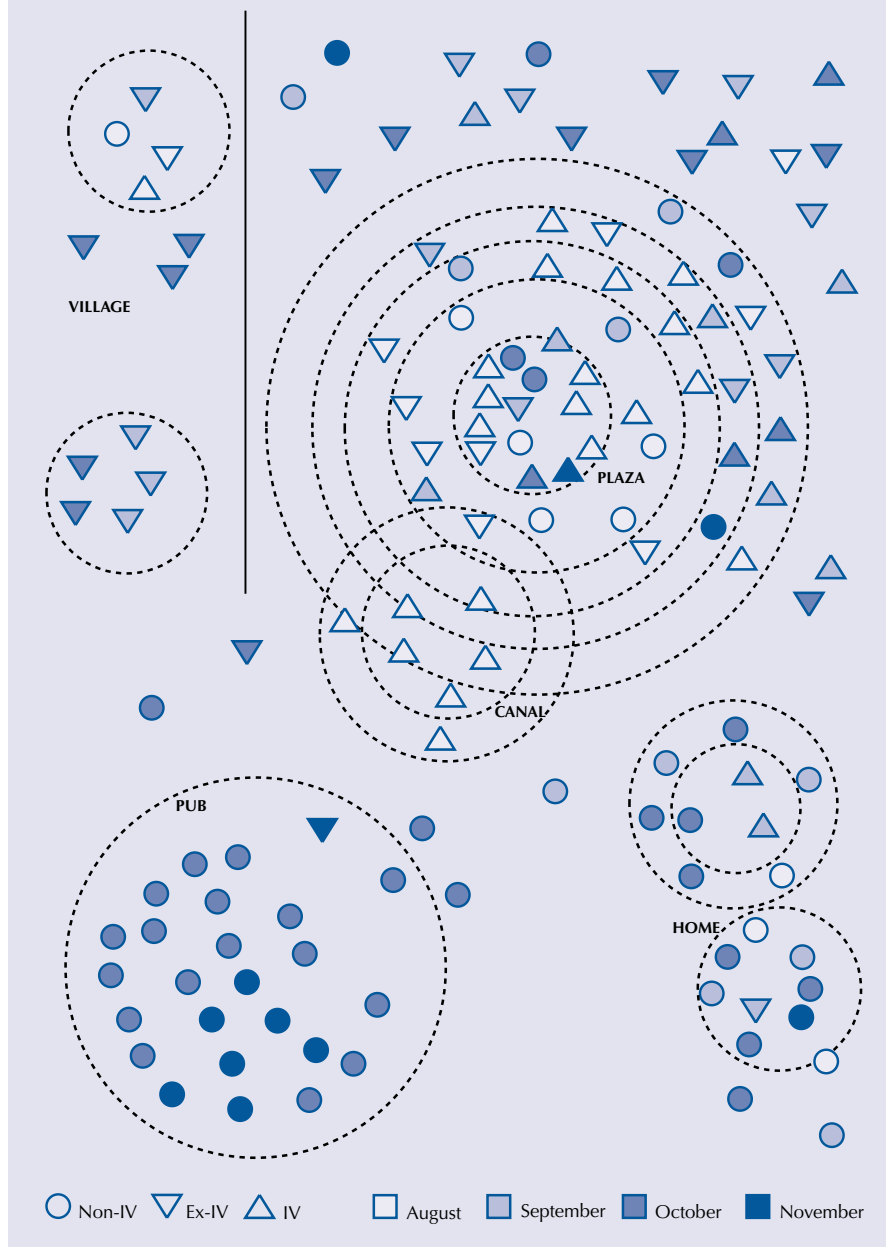 VILLAGE
PLAZA
CANAL
PUB
HOME
Non-IV Ex-IV IV August September October November